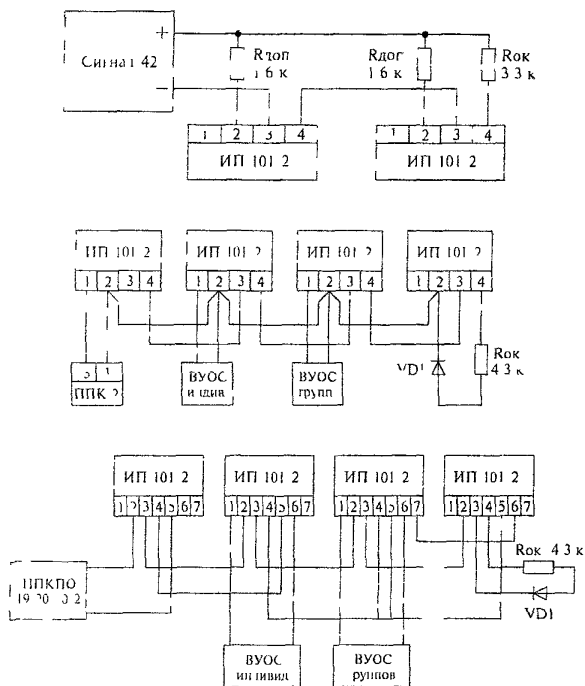 +
Сигнал 42
−
Rдоп
1 6 к
Rдог
1 6 к
Rок
3 3 к
1 2 3 4
1 2 3 4
ИП 101 2
ИП 101 2
ИП 101 2 ИП 101 2 ИП 101 2 ИП 101 2
1 2 3 4 1 2 3 4 1 2 3 4 1 2 3 4
1
ППК 2
ВУОС
ВУОС
групп
VD1
Rок
4 3 к
ИП 101 2 ИП 101 2 ИП 101 2 ИП 101 2
1 2 3 4 5 6 7 1 2 3 4 5 6 7 1 2 3 4 5 6 7 1 2 3 4 5 6 7
ППКПО
Rок 4 3 к
VD1
ВУОС
ВУОС
руппов